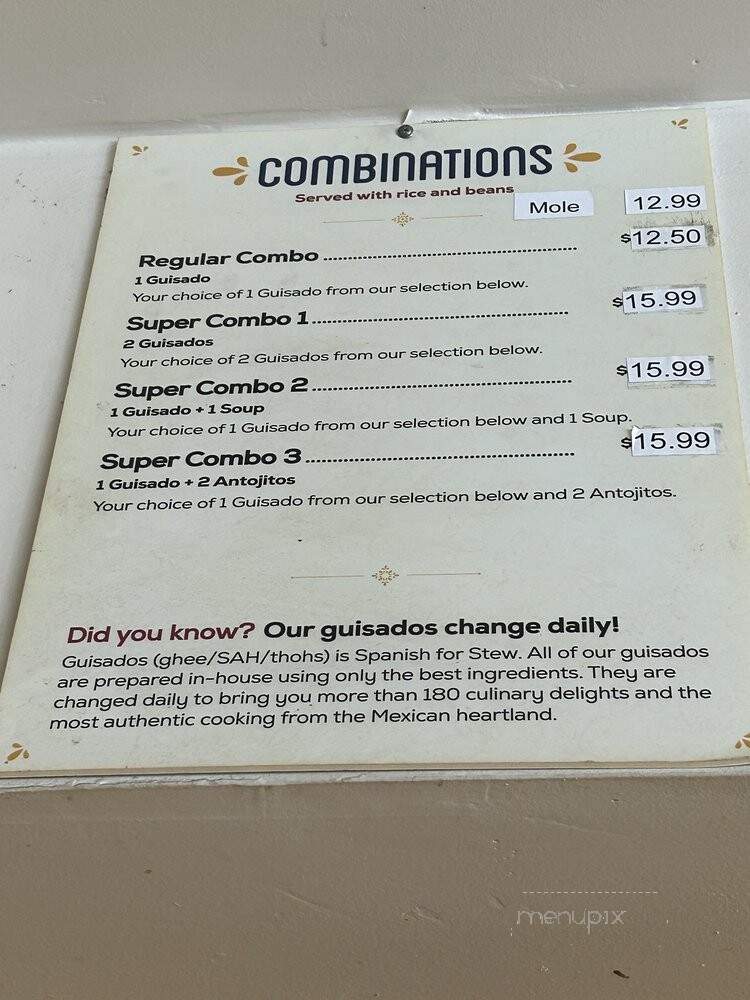 COMBINATIONS
Served with rice and beans
Mole 12.99
Regular Combo ........................................ $12.50
1 Guisado
Your choice of 1 Guisado from our selection below.
Super Combo 1 ........................................ $15.99
2 Guisados
Your choice of 2 Guisados from our selection below.
Super Combo 2 ........................................ $15.99
1 Guisado + 1 Soup
Your choice of 1 Guisado from our selection below and 1 Soup.
Super Combo 3 ........................................ $15.99
1 Guisado + 2 Antojitos
Your choice of 1 Guisado from our selection below and 2 Antojitos.
Did you know? Our guisados change daily!
Guisados (ghee/SAH/thohs) is Spanish for Stew. All of our guisados
are prepared in-house using only the best ingredients. They are
changed daily to bring you more than 180 culinary delights and the
most authentic cooking from the Mexican heartland.
menupix